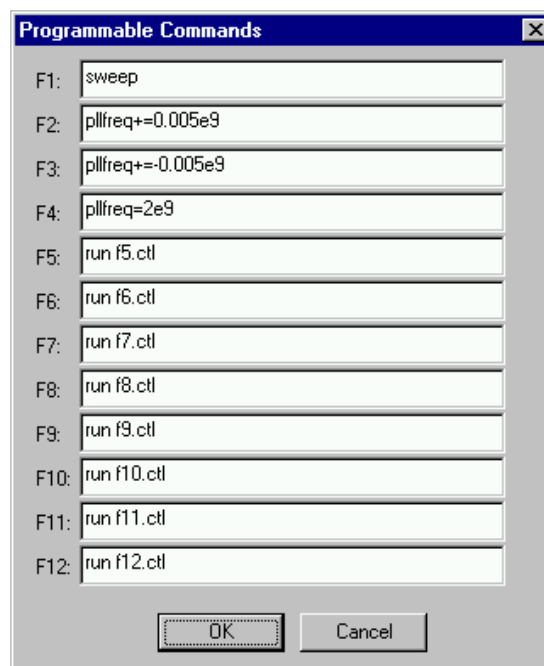 Programmable Commands
F1: sweep
F2: pllfreq+=0.005e9
F3: pllfreq+=-0.005e9
F4: pllfreq=2e9
F5: run f5.ctl
F6: run f6.ctl
F7: run f7.ctl
F8: run f8.ctl
F9: run f9.ctl
F10: run f10.ctl
F11: run f11.ctl
F12: run f12.ctl
OK Cancel